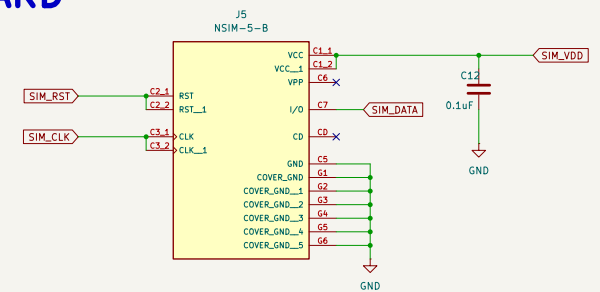 J5
NSIM-5-B
VCC C1_1
VCC__1 C1_2
VPP C6
SIM_VDD
C12
0.1uF
GND
SIM_RST
C2_1 RST
C2_2 RST__1
I/O C7
SIM_DATA
SIM_CLK
C3_1 CLK
C3_2 CLK__1
CD CD
GND C5
COVER_GND G1
COVER_GND__1 G2
COVER_GND__2 G3
COVER_GND__3 G4
COVER_GND__4 G5
COVER_GND__5 G6
GND